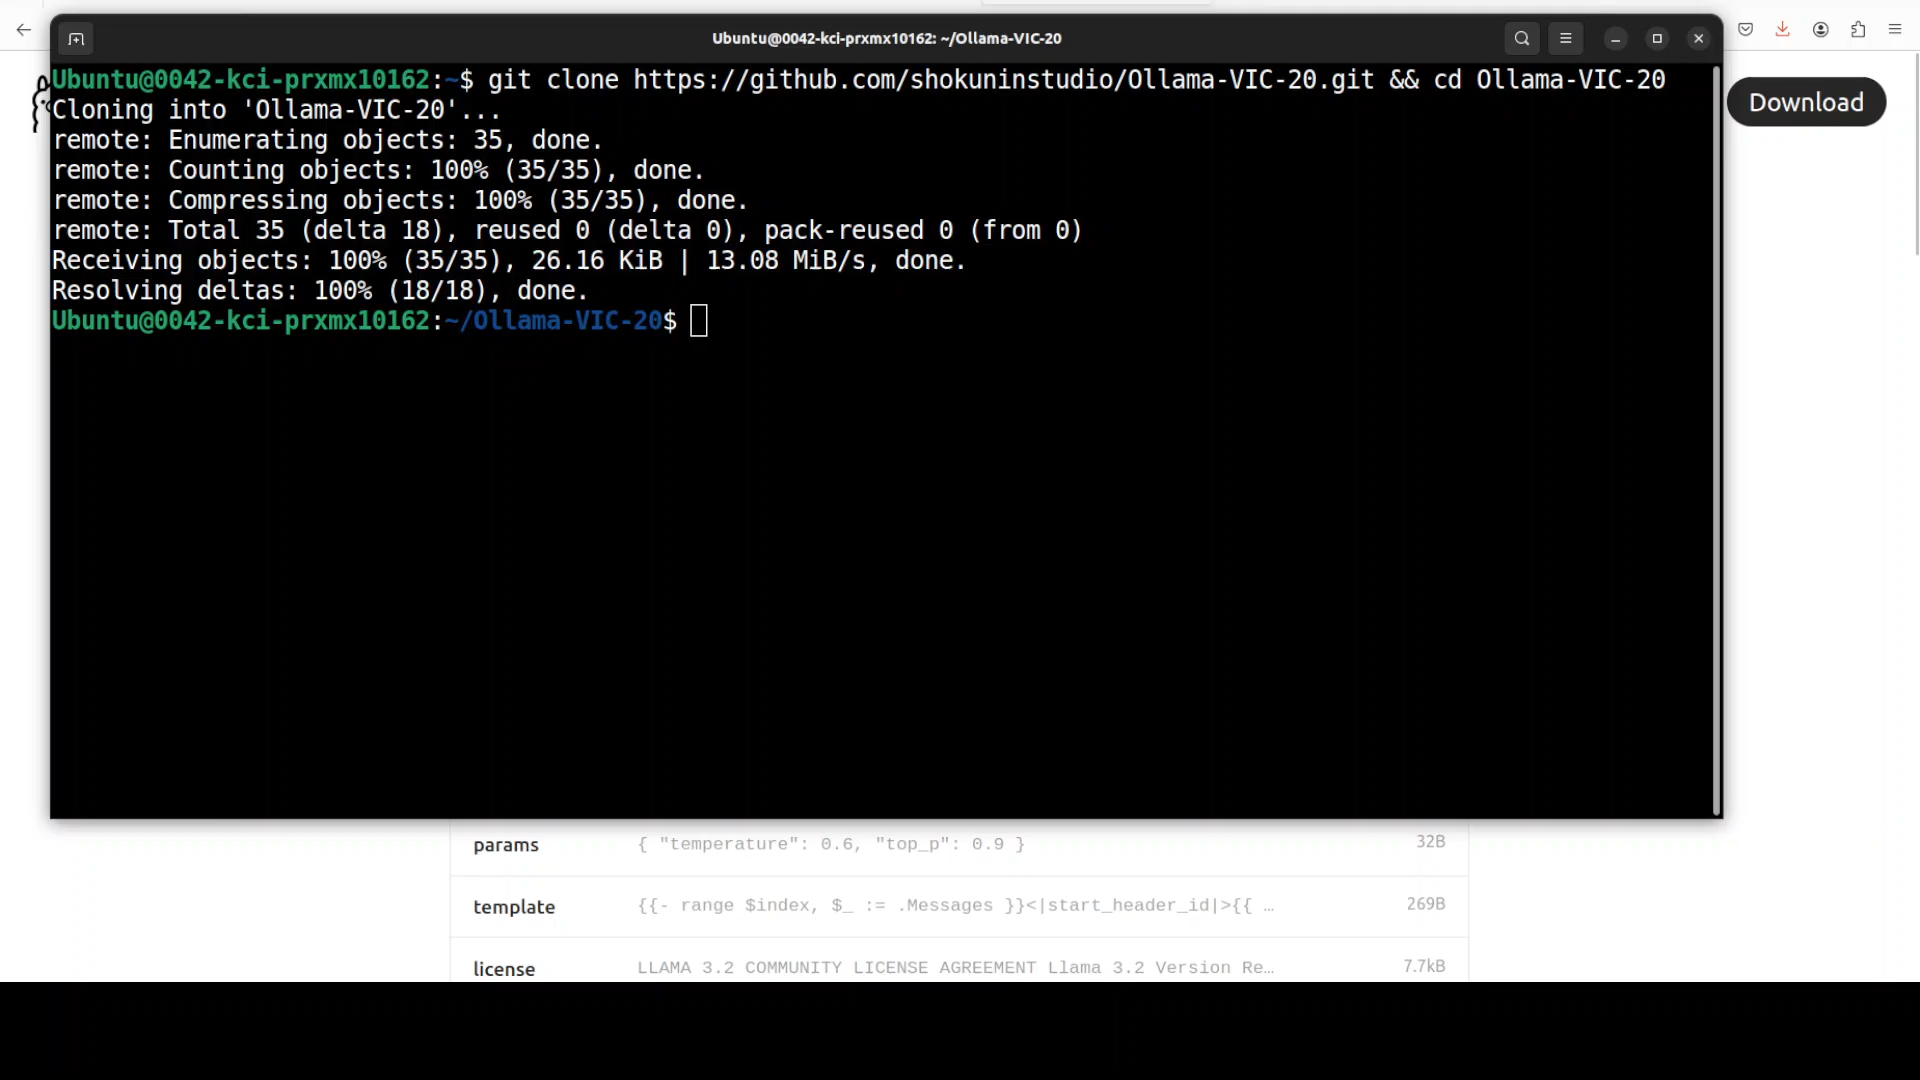 Ubuntu@0042-kci-prxmx10162: ~/Ollama-VIC-20
Ubuntu@0042-kci-prxmx10162:~$ git clone https://github.com/shokuninstudio/Ollama-VIC-20.git && cd Ollama-VIC-20
Cloning into 'Ollama-VIC-20'...
remote: Enumerating objects: 35, done.
remote: Counting objects: 100% (35/35), done.
remote: Compressing objects: 100% (35/35), done.
remote: Total 35 (delta 18), reused 0 (delta 0), pack-reused 0 (from 0)
Receiving objects: 100% (35/35), 26.16 KiB | 13.08 MiB/s, done.
Resolving deltas: 100% (18/18), done.
Ubuntu@0042-kci-prxmx10162:~/Ollama-VIC-20$
Download
params { "temperature": 0.6, "top_p": 0.9 } 32B
template {{- range $index, $_ := .Messages }}<|start_header_id|>{{ … 269B
license LLAMA 3.2 COMMUNITY LICENSE AGREEMENT Llama 3.2 Version Re… 7.7kB